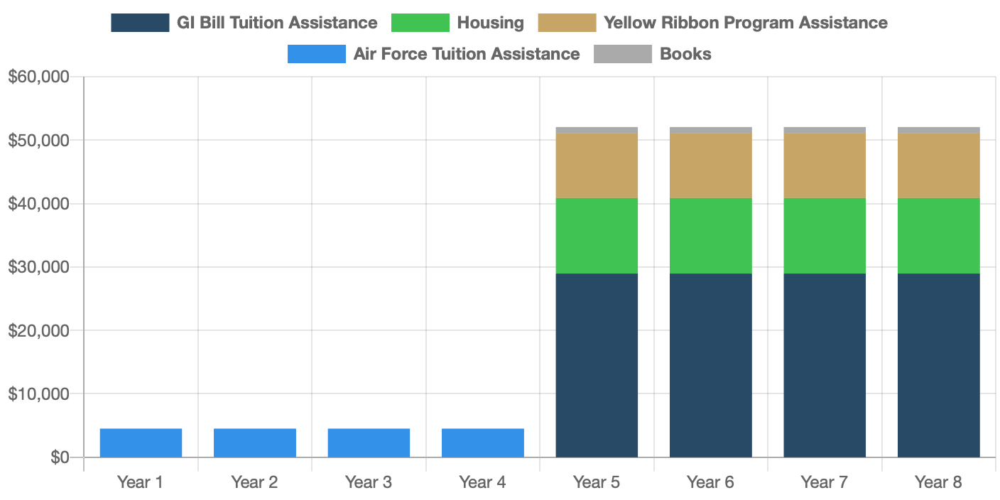 GI Bill Tuition Assistance Housing Yellow Ribbon Program Assistance
Air Force Tuition Assistance Books
$60,000
$50,000
$40,000
$30,000
$20,000
$10,000
$0
Year 1 Year 2 Year 3 Year 4 Year 5 Year 6 Year 7 Year 8